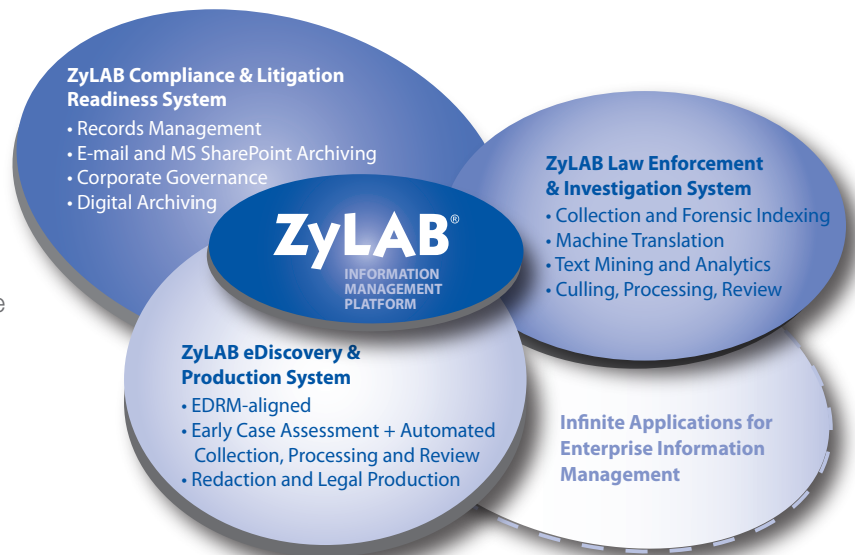 ZyLAB Compliance & Litigation
Readiness System
• Records Management
• E-mail and MS SharePoint Archiving
• Corporate Governance
• Digital Archiving
ZyLAB®
INFORMATION
MANAGEMENT
PLATFORM
ZyLAB Law Enforcement
& Investigation System
• Collection and Forensic Indexing
• Machine Translation
• Text Mining and Analytics
• Culling, Processing, Review
e
ZyLAB eDiscovery &
Production System
• EDRM-aligned
• Early Case Assessment + Automated
Collection, Processing and Review
• Redaction and Legal Production
Infinite Applications for
Enterprise Information
Management